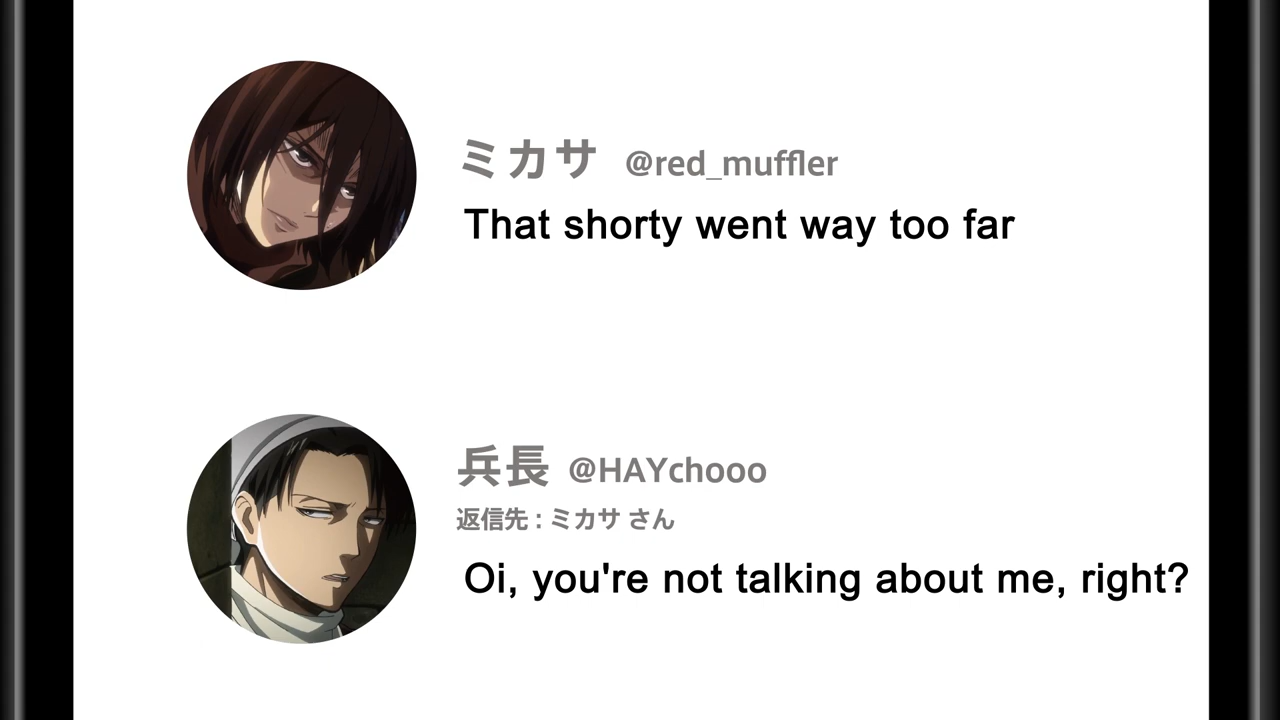 ミカサ @red_muffler
That shorty went way too far
兵長 @HAYchooo
返信先 : ミカサ さん
Oi, you're not talking about me, right?